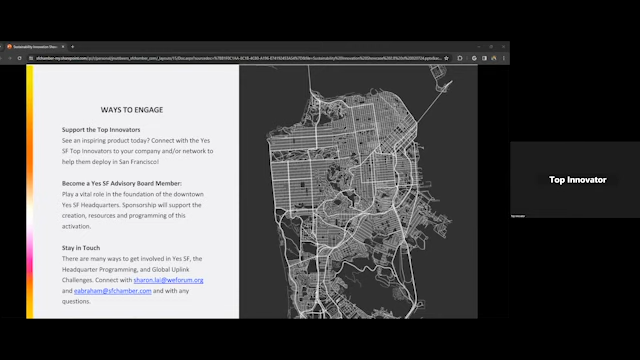 Sustainability Innovation Show
WAYS TO ENGAGE
Support the Top Innovators
See an inspiring product today? Connect with the Yes
SF Top Innovators to your company and/or network to
help them deploy in San Francisco!
Become a Yes SF Advisory Board Member:
Play a vital role in the foundation of the downtown
Yes SF Headquarters. Sponsorship will support the
creation, resources and programming of this
activation.
Stay in Touch
There are many ways to get involved in Yes SF, the
Headquarter Programming, and Global Uplink
Challenges. Connect with sharon.lai@weforum.org
and eabraham@sfchamber.com and with any
questions.
Top Innovator
Top Innovator